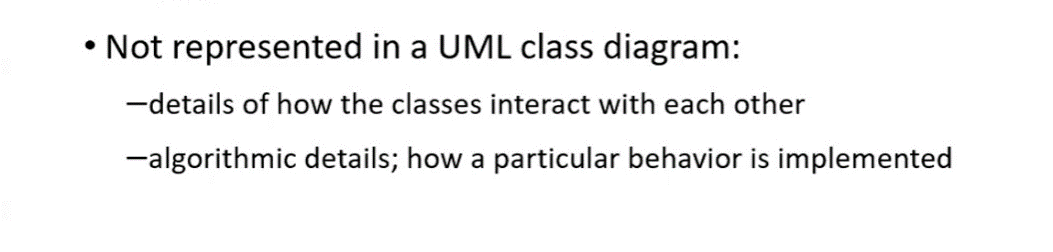 • Not represented in a UML class diagram:
–details of how the classes interact with each other
–algorithmic details; how a particular behavior is implemented